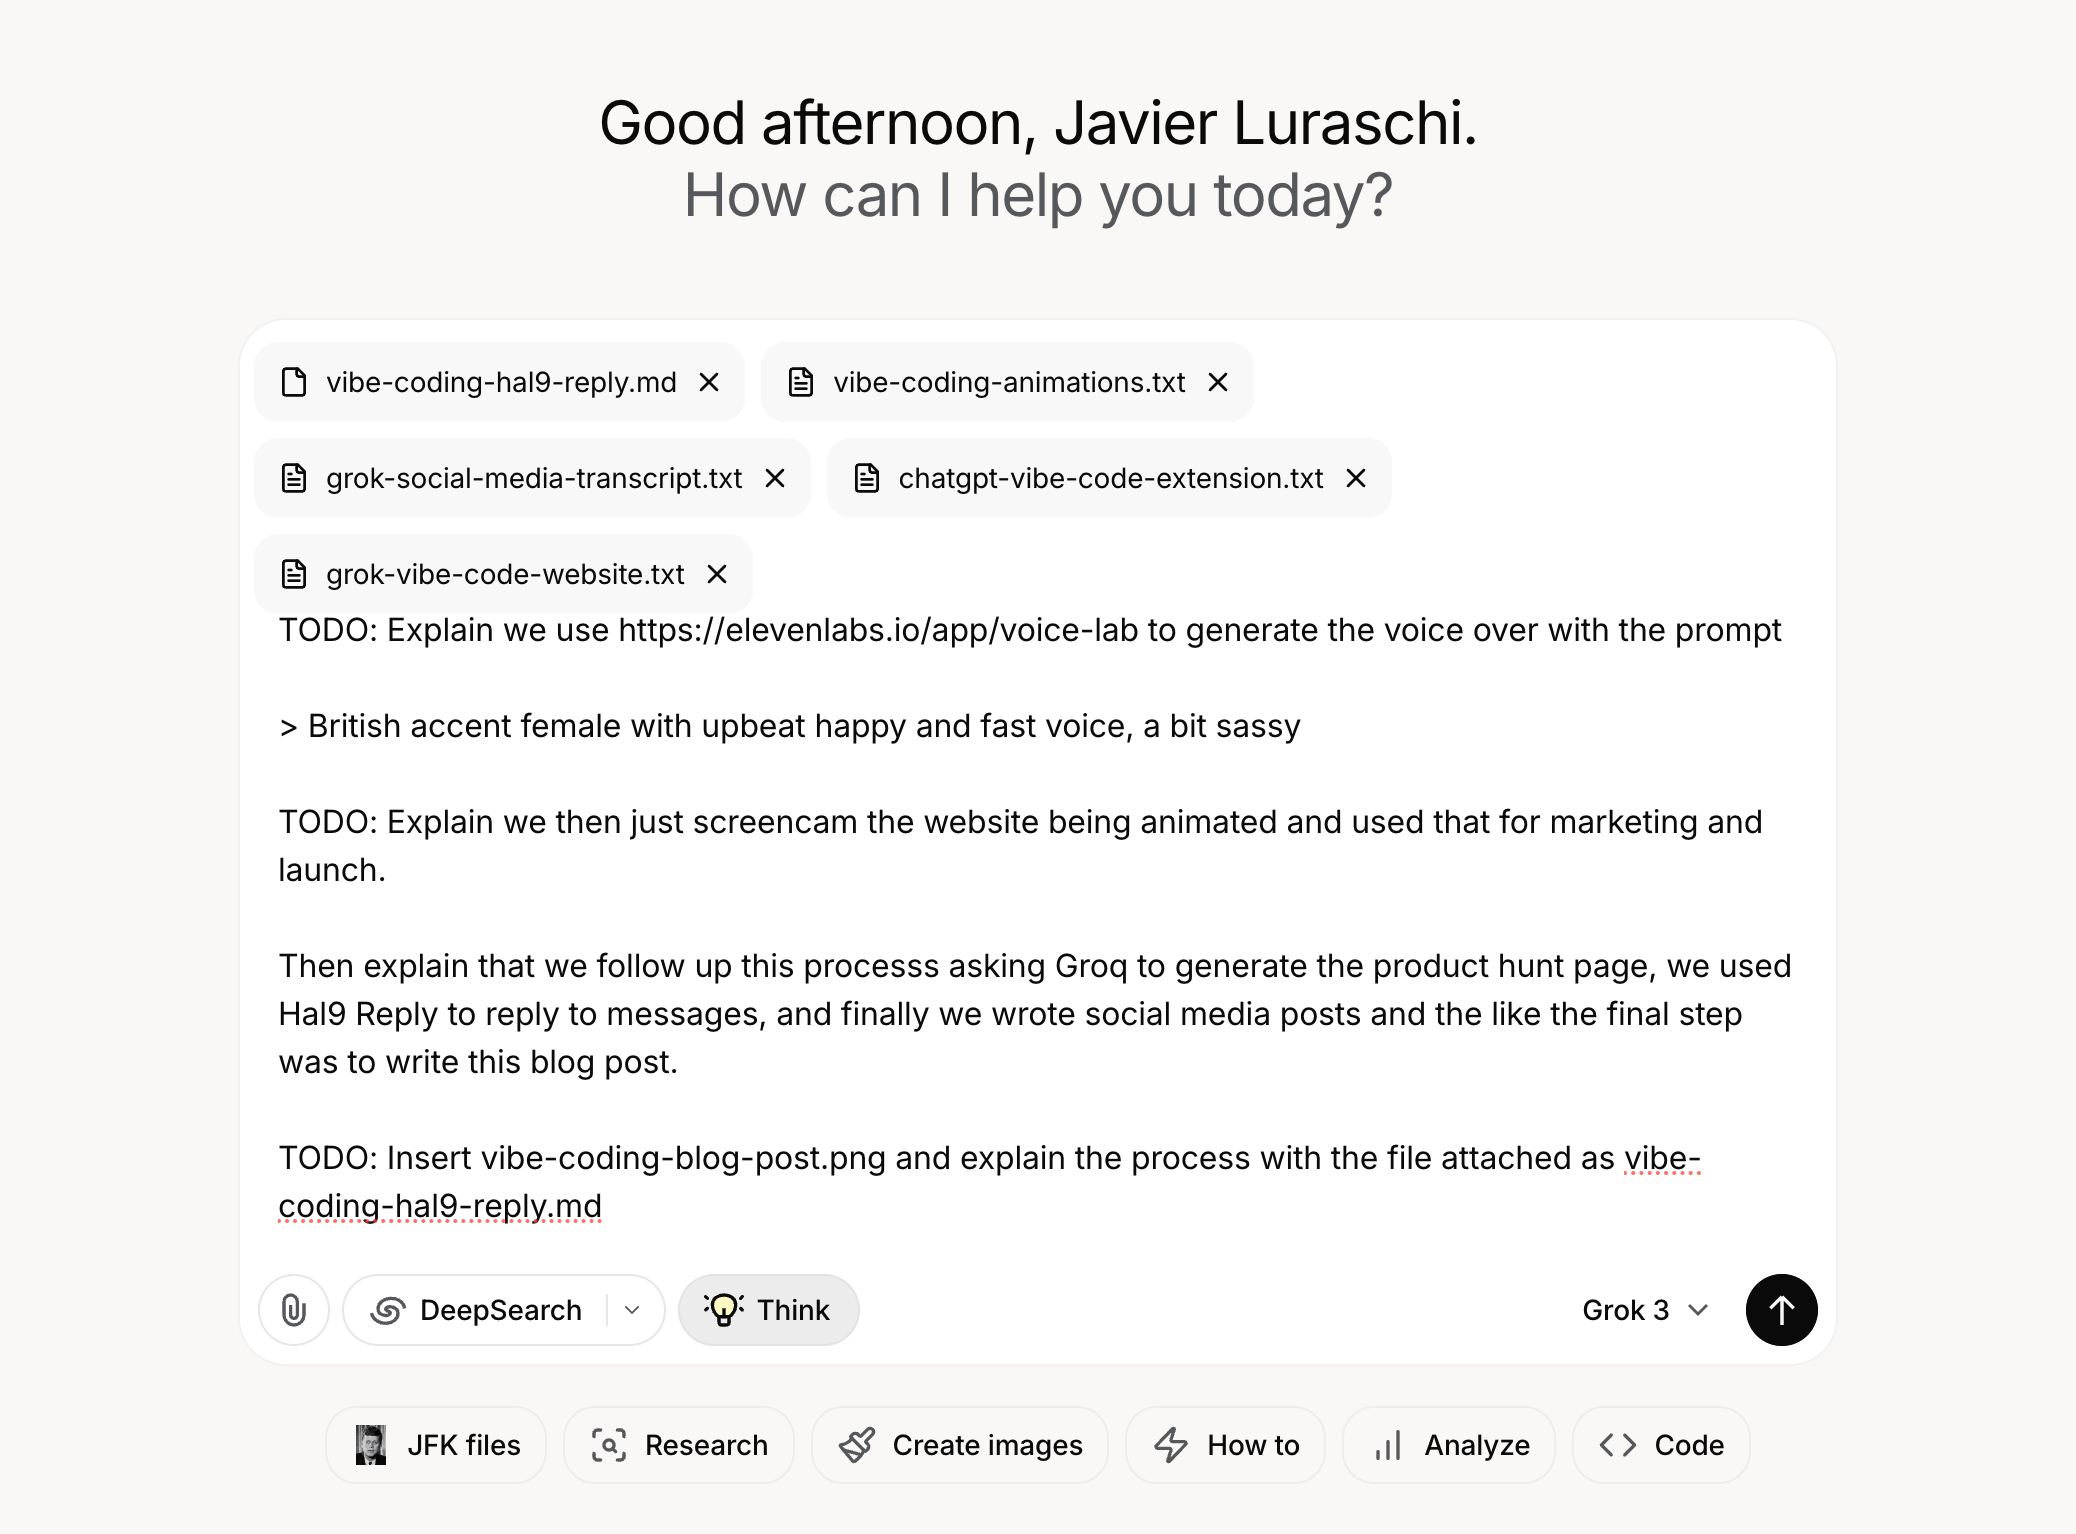 Good afternoon, Javier Luraschi.
How can I help you today?
vibe-coding-hal9-reply.md
vibe-coding-animations.txt
grok-social-media-transcript.txt
chatgpt-vibe-code-extension.txt
grok-vibe-code-website.txt
TODO: Explain we use https://elevenlabs.io/app/voice-lab to generate the voice over with the prompt
> British accent female with upbeat happy and fast voice, a bit sassy
TODO: Explain we then just screencam the website being animated and used that for marketing and
launch.
Then explain that we follow up this processs asking Groq to generate the product hunt page, we used
Hal9 Reply to reply to messages, and finally we wrote social media posts and the like the final step
was to write this blog post.
TODO: Insert vibe-coding-blog-post.png and explain the process with the file attached as vibe-
coding-hal9-reply.md
DeepSearch
Think
Grok 3
JFK files
Research
Create images
How to
Analyze
Code